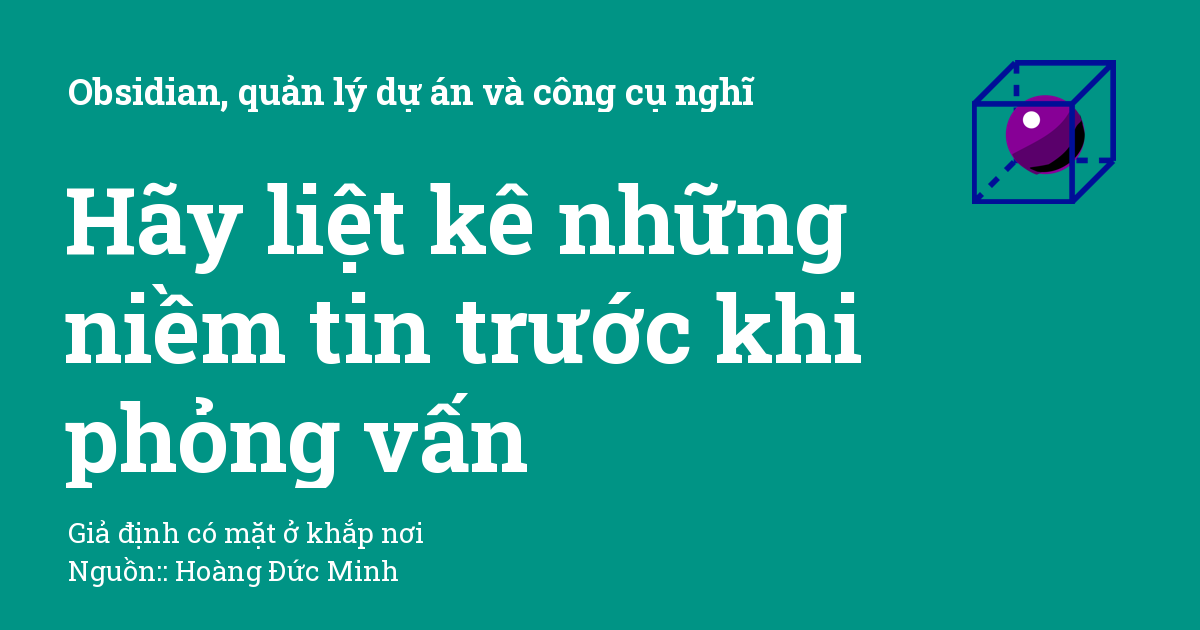 Obsidian, quản lý dự án và công cụ nghĩ
Hãy liệt kê những
niềm tin trước khi
phỏng vấn
Giả định có mặt ở khắp nơi
Nguồn:: Hoàng Đức Minh